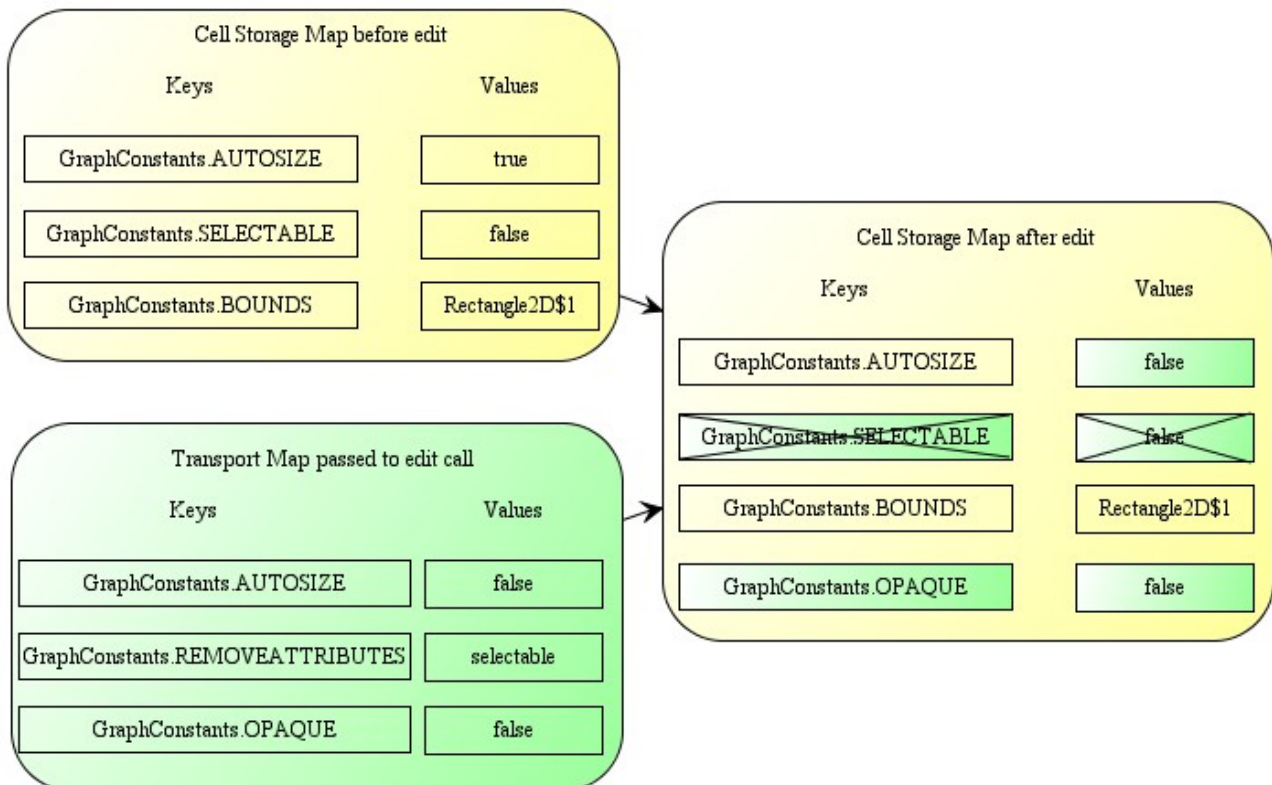 Cell Storage Map before edit
Keys Values
GraphConstants.AUTOSIZE true
GraphConstants.SELECTABLE false
GraphConstants.BOUNDS Rectangle2D$1
Transport Map passed to edit call
Keys Values
GraphConstants.AUTOSIZE false
GraphConstants.REMOVEATTRIBUTES selectable
GraphConstants.OPAQUE false
Cell Storage Map after edit
Keys Values
GraphConstants.AUTOSIZE false
GraphConstants.SELECTABLE false
GraphConstants.BOUNDS Rectangle2D$1
GraphConstants.OPAQUE false